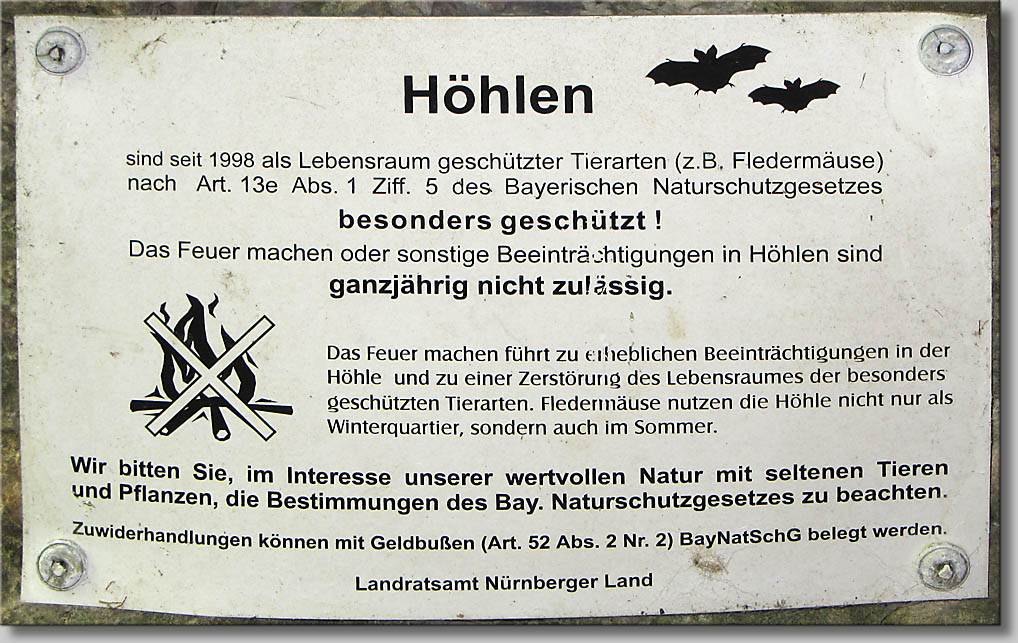 Höhlen
sind seit 1998 als Lebensraum geschützter Tierarten (z.B. Fledermäuse)
nach Art. 13e Abs. 1 Ziff. 5 des Bayerischen Naturschutzgesetzes
besonders geschützt !
Das Feuer machen oder sonstige Beeinträchtigungen in Höhlen sind
ganzjährig nicht zulässig.
Das Feuer machen führt zu erheblichen Beeinträchtigungen in der
Höhle und zu einer Zerstörung des Lebensraumes der besonders
geschützten Tierarten. Fledermäuse nutzen die Höhle nicht nur als
Winterquartier, sondern auch im Sommer.
Wir bitten Sie, im Interesse unserer wertvollen Natur mit seltenen Tieren
und Pflanzen, die Bestimmungen des Bay. Naturschutzgesetzes zu beachten.
Zuwiderhandlungen können mit Geldbußen (Art. 52 Abs. 2 Nr. 2) BayNatSchG belegt werden.
Landratsamt Nürnberger Land